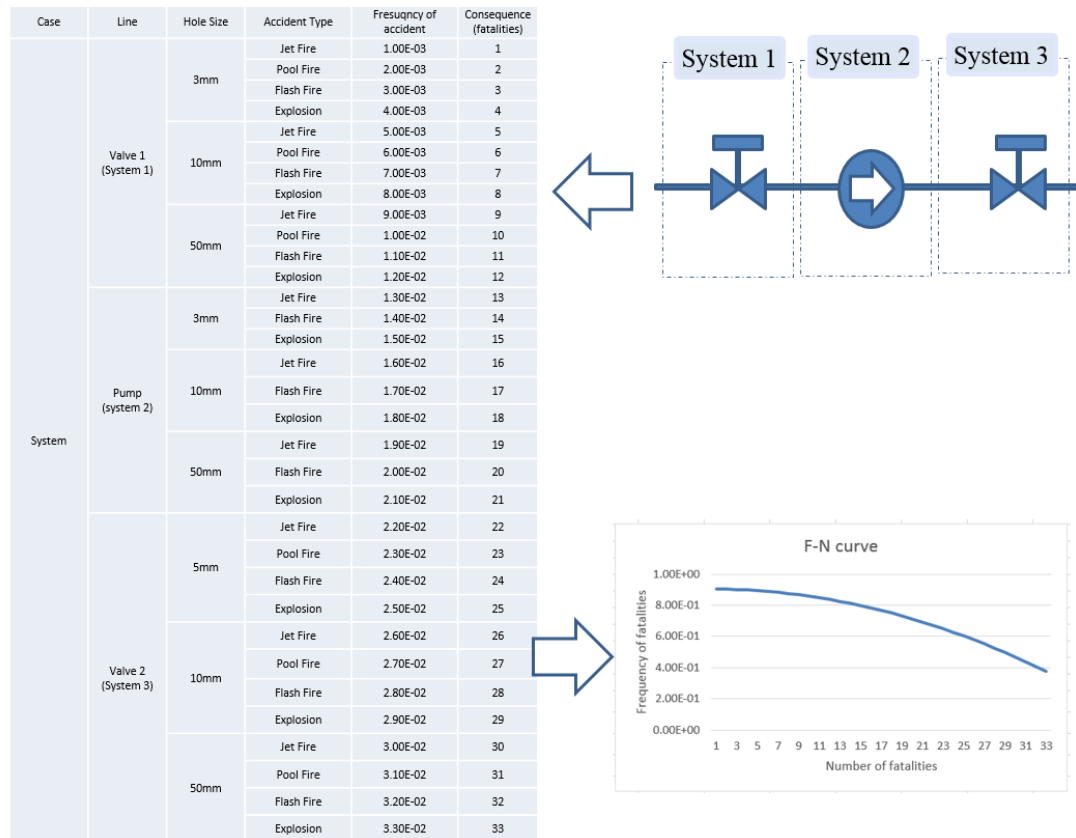 Case Line Hole Size Accident Type Fresuqncy of accident Consequence (fatalities)
System
Valve 1 (System 1)
3mm
Jet Fire 1.00E-03 1
Pool Fire 2.00E-03 2
Flash Fire 3.00E-03 3
Explosion 4.00E-03 4
10mm
Jet Fire 5.00E-03 5
Pool Fire 6.00E-03 6
Flash Fire 7.00E-03 7
Explosion 8.00E-03 8
50mm
Jet Fire 9.00E-03 9
Pool Fire 1.00E-02 10
Flash Fire 1.10E-02 11
Explosion 1.20E-02 12
Pump (system 2)
3mm
Jet Fire 1.30E-02 13
Flash Fire 1.40E-02 14
Explosion 1.50E-02 15
10mm
Jet Fire 1.60E-02 16
Flash Fire 1.70E-02 17
Explosion 1.80E-02 18
50mm
Jet Fire 1.90E-02 19
Flash Fire 2.00E-02 20
Explosion 2.10E-02 21
Valve 2 (System 3)
5mm
Jet Fire 2.20E-02 22
Pool Fire 2.30E-02 23
Flash Fire 2.40E-02 24
Explosion 2.50E-02 25
10mm
Jet Fire 2.60E-02 26
Pool Fire 2.70E-02 27
Flash Fire 2.80E-02 28
Explosion 2.90E-02 29
50mm
Jet Fire 3.00E-02 30
Pool Fire 3.10E-02 31
Flash Fire 3.20E-02 32
Explosion 3.30E-02 33
System 1 System 2 System 3
F-N curve
Frequency of fatalities
1.00E+00
8.00E-01
6.00E-01
4.00E-01
2.00E-01
0.00E+00
1 3 5 7 9 11 13 15 17 19 21 23 25 27 29 31 33
Number of fatalities